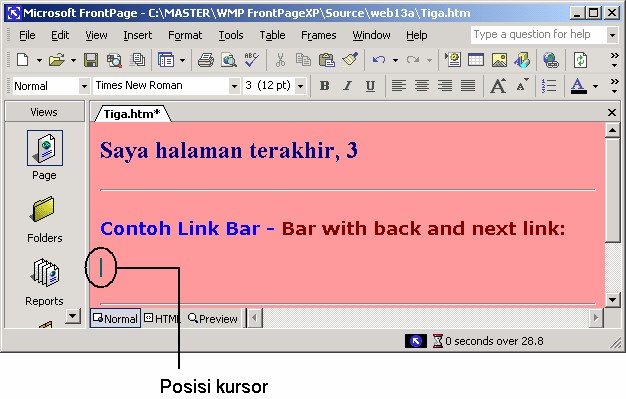 Microsoft FrontPage - C:\MASTER\WMP FrontPageXP\Source\web13a\Tiga.htm
File Edit View Insert Format Tools Table Frames Window Help Type a question for help
Normal Times New Roman 3 (12 pt) B I U A A A
Views Tiga.htm*
Page
Folders
Reports
Saya halaman terakhir, 3
Contoh Link Bar - Bar with back and next link:
Normal HTML Preview
0 seconds over 28.8
Posisi kursor